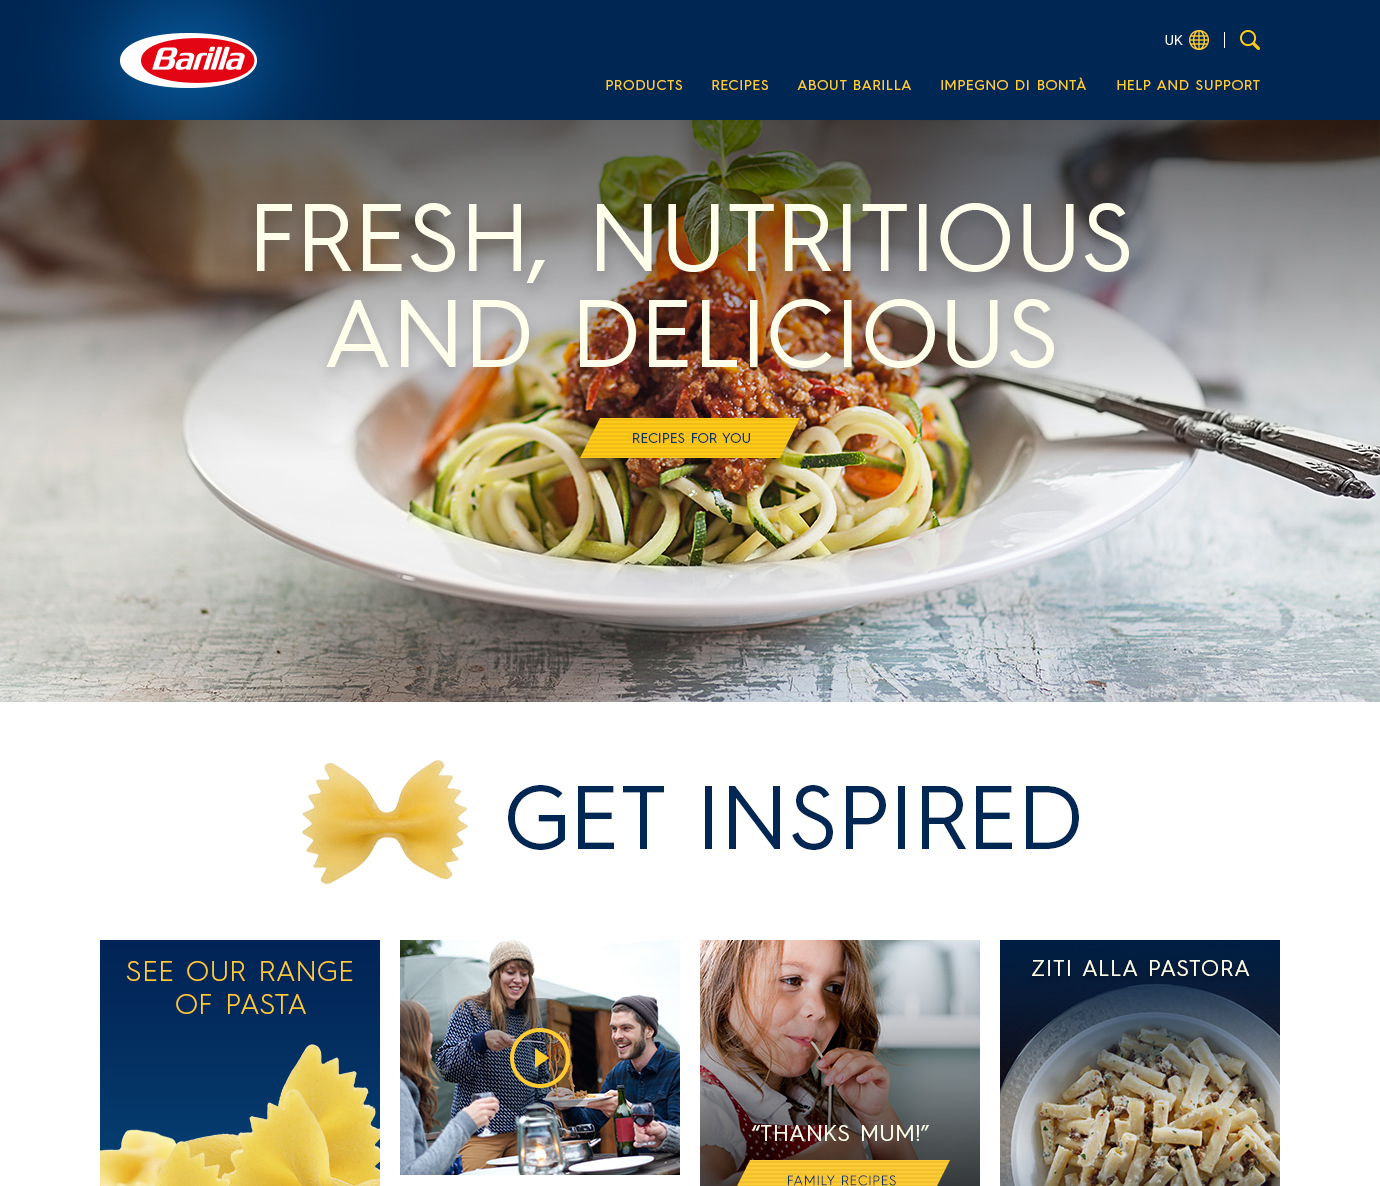 Barilla
UK
PRODUCTS RECIPES ABOUT BARILLA IMPEGNO DI BONTÀ HELP AND SUPPORT
FRESH, NUTRITIOUS
AND DELICIOUS
RECIPES FOR YOU
GET INSPIRED
SEE OUR RANGE
OF PASTA
“THANKS MUM!”
FAMILY RECIPES
ZITI ALLA PASTORA